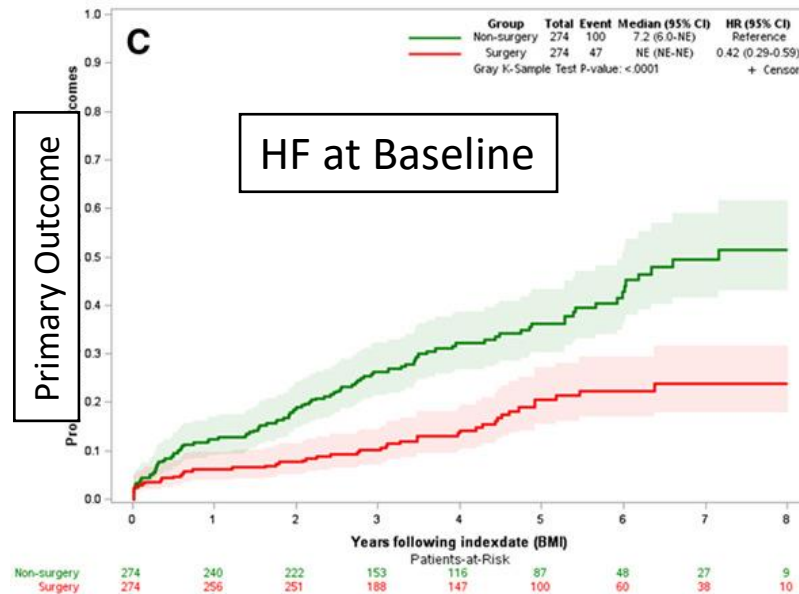 C
Group Total Event Median (95% CI) HR (95% CI)
Non-surgery 274 100 7.2 (6.0-NE) Reference
Surgery 274 47 NE (NE-NE) 0.42 (0.29-0.59)
Gray K-Sample Test P-value: <.0001 + Censor
HF at Baseline
Primary Outcome
1.0
0.9
0.8
0.7
0.6
0.5
0.4
0.3
0.2
0.1
0.0
0 1 2 3 4 5 6 7 8
Years following indexdate (BMI)
Patients-at-Risk
Non-surgery 274 240 222 153 116 87 48 27 9
Surgery 274 256 251 188 147 100 60 38 10